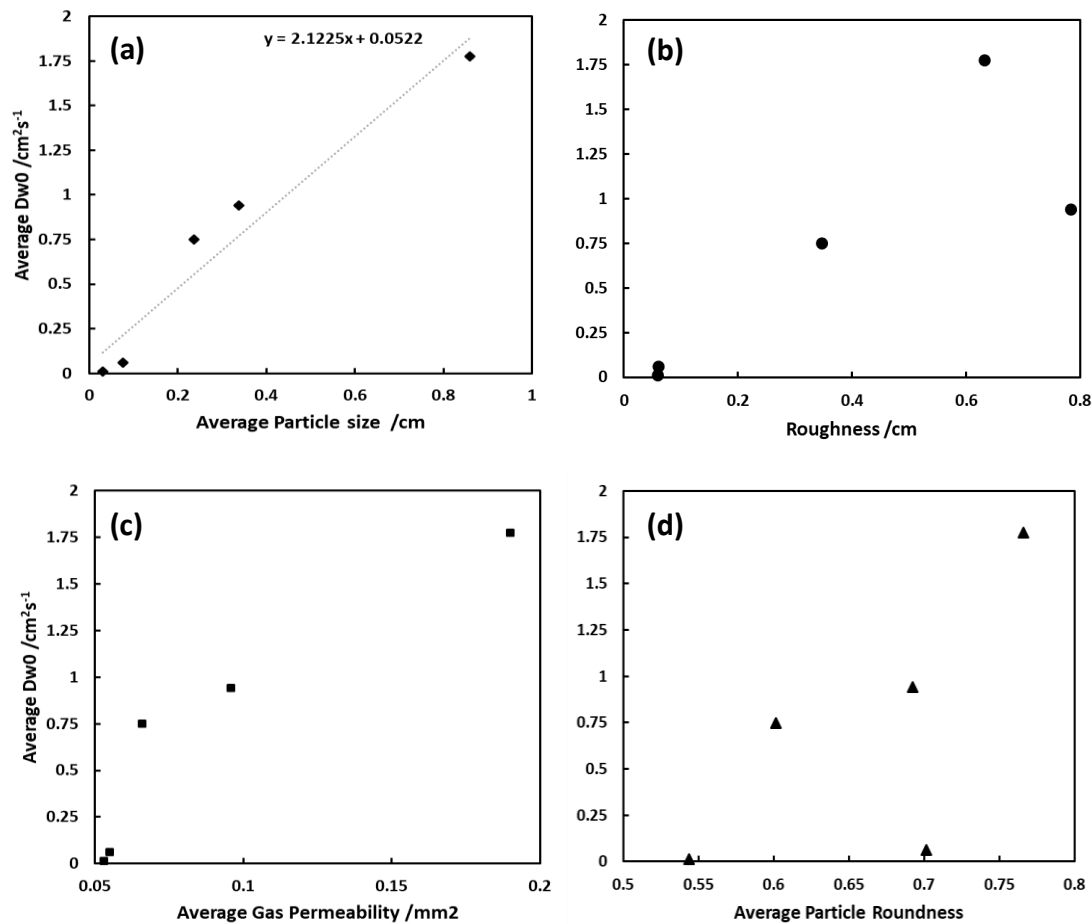 (a)
y = 2.1225x + 0.0522
2
1.75
1.5
1.25
1
0.75
0.5
0.25
0
Average Dw0 /cm²s⁻¹
0 0.2 0.4 0.6 0.8 1
Average Particle size /cm
(b)
2
1.75
1.5
1.25
1
0.75
0.5
0.25
0
0 0.2 0.4 0.6 0.8
Roughness /cm
(c)
2
1.75
1.5
1.25
1
0.75
0.5
0.25
0
Average Dw0 /cm²s⁻¹
0.05 0.1 0.15 0.2
Average Gas Permeability /mm2
(d)
2
1.75
1.5
1.25
1
0.75
0.5
0.25
0
0.5 0.55 0.6 0.65 0.7 0.75 0.8
Average Particle Roundness